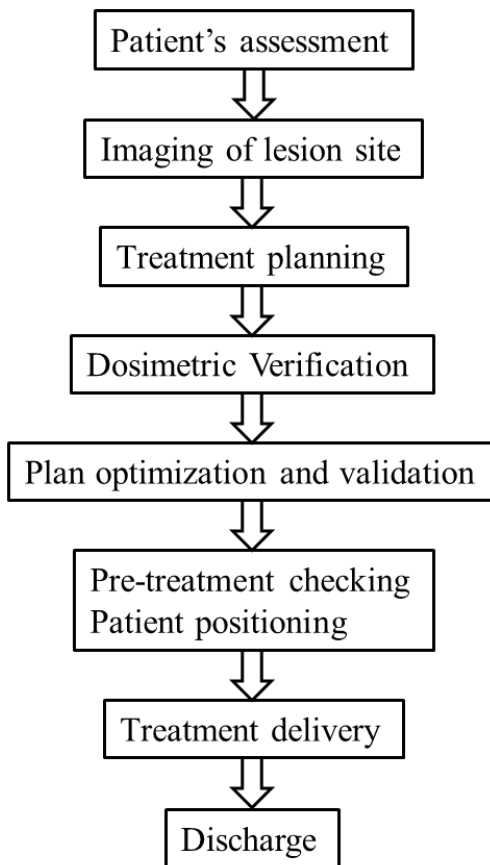 Patient’s assessment
Imaging of lesion site
Treatment planning
Dosimetric Verification
Plan optimization and validation
Pre-treatment checking
Patient positioning
Treatment delivery
Discharge